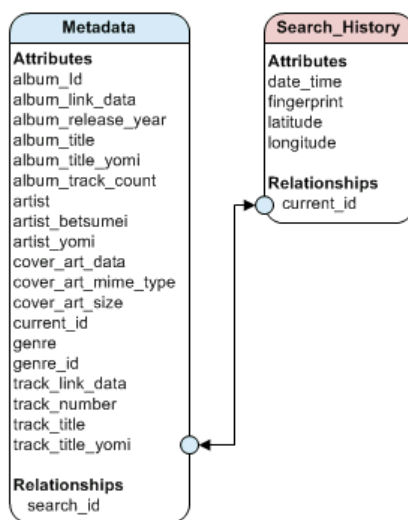 Metadata
Attributes
album_Id
album_link_data
album_release_year
album_title
album_title_yomi
album_track_count
artist
artist_betsumei
artist_yomi
cover_art_data
cover_art_mime_type
cover_art_size
current_id
genre
genre_id
track_link_data
track_number
track_title
track_title_yomi
Relationships
search_id
Search_History
Attributes
date_time
fingerprint
latitude
longitude
Relationships
current_id